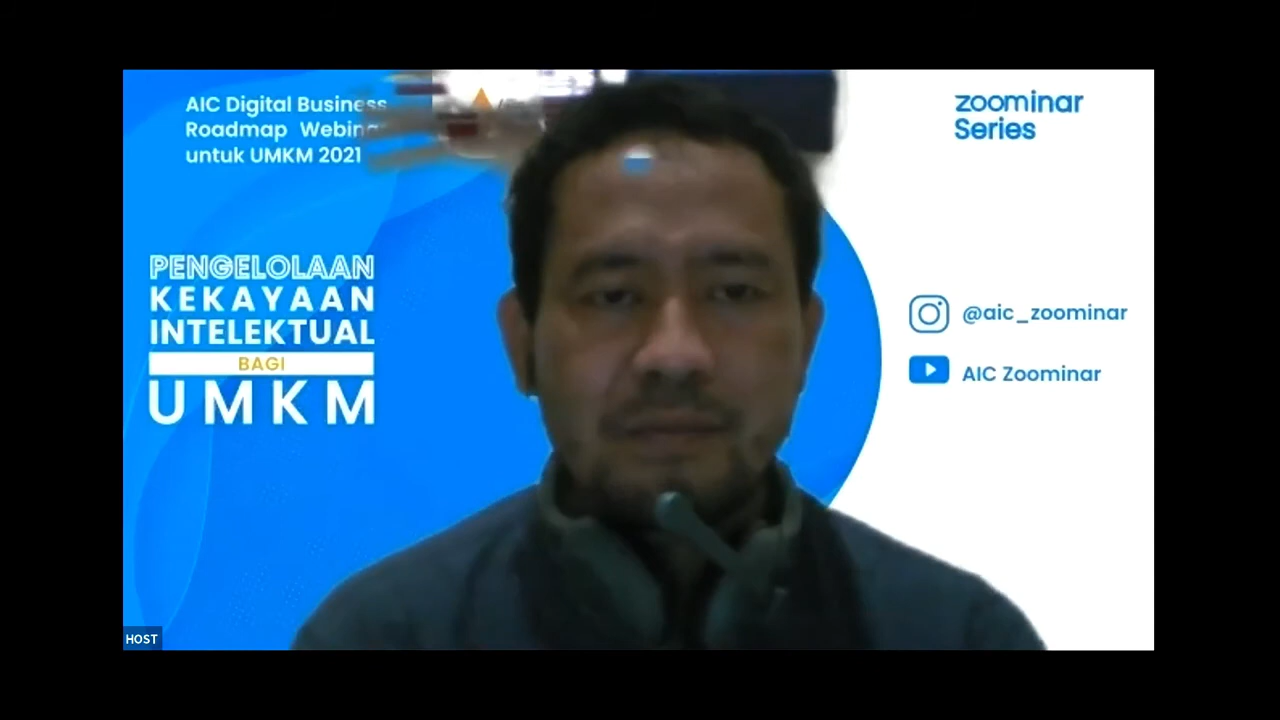 AIC Digital Business
Roadmap Webin
untuk UMKM 2021
zoominar
Series
PENGELOLAAN
KEKAYAAN
INTELEKTUAL
BAGI
UMKM
@aic_zoominar
AIC Zoominar
HOST